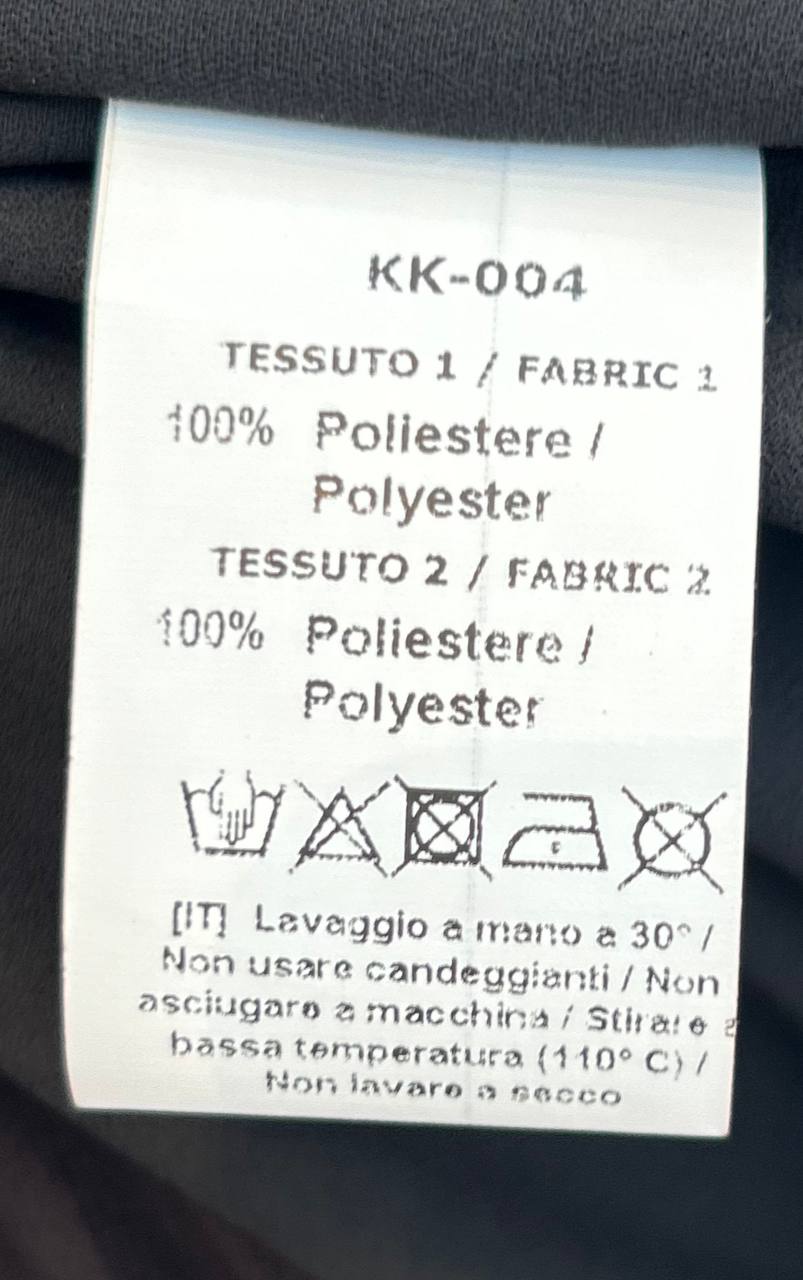 KK-004
TESSUTO 1 / FABRIC 1
100% Poliestere /
Polyester
TESSUTO 2 / FABRIC 2
100% Poliestere /
Polyester
[IT] Lavaggio a mano a 30° /
Non usare candeggianti / Non
asciugare a macchina / Stirare a
bassa temperatura (110° C) /
Non lavare a secco